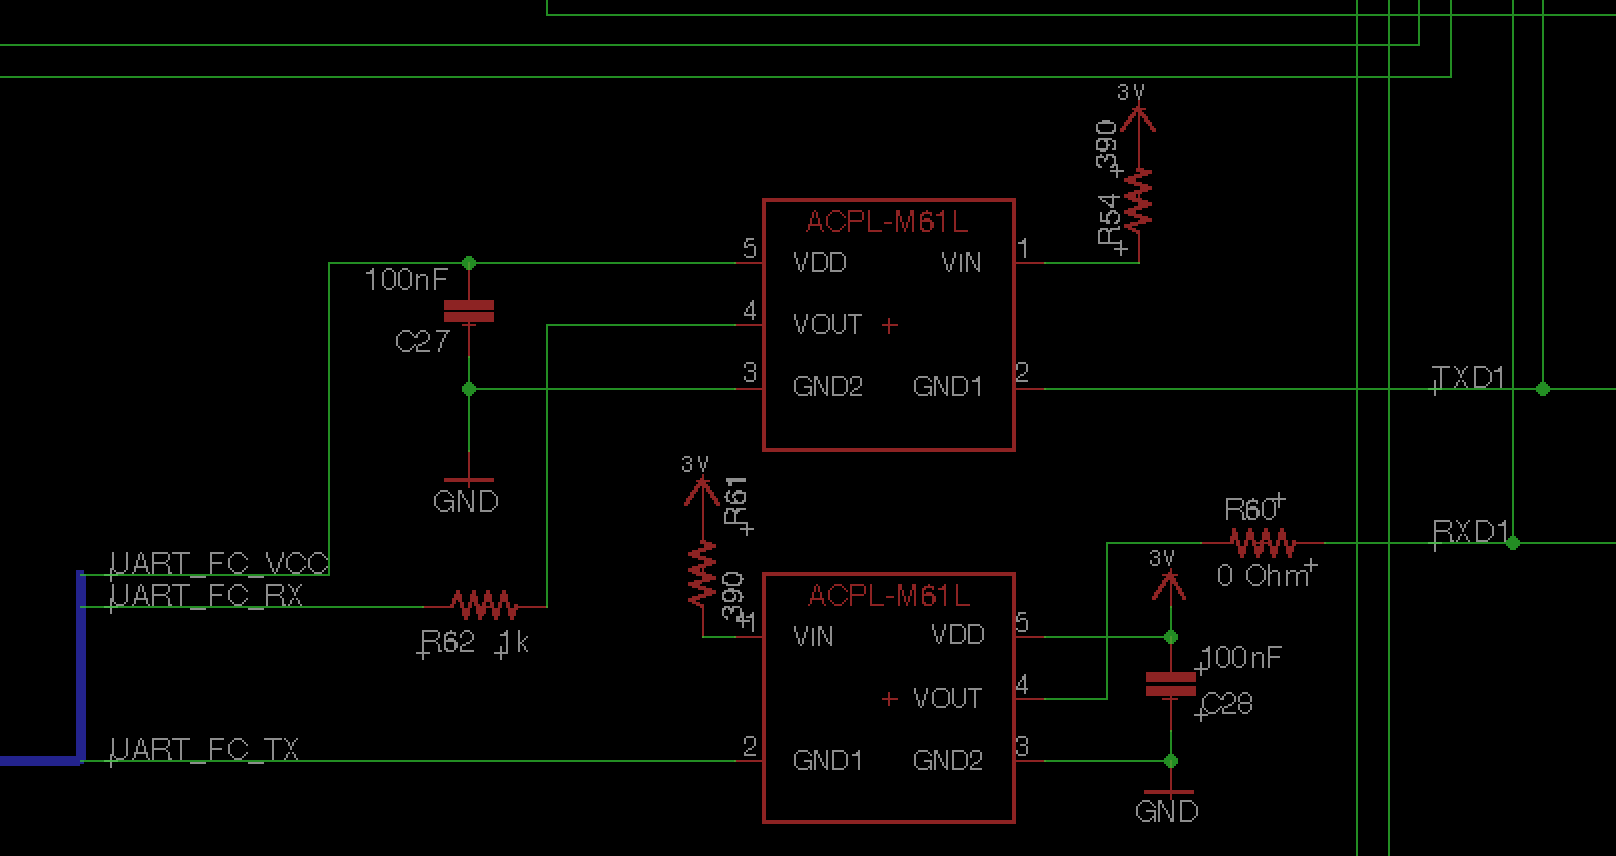 3V
390
R54
ACPL-M61L
5
VDD
VIN
1
100nF
4
VOUT
C27
3
GND2
GND1
2
TXD1
3V
R61
GND
R60
RXD1
3V
0 Ohm
UART_FC_VCC
UART_FC_RX
390
ACPL-M61L
1
VIN
VDD
5
R62 1k
100nF
VOUT
4
C28
UART_FC_TX
2
GND1
GND2
3
GND